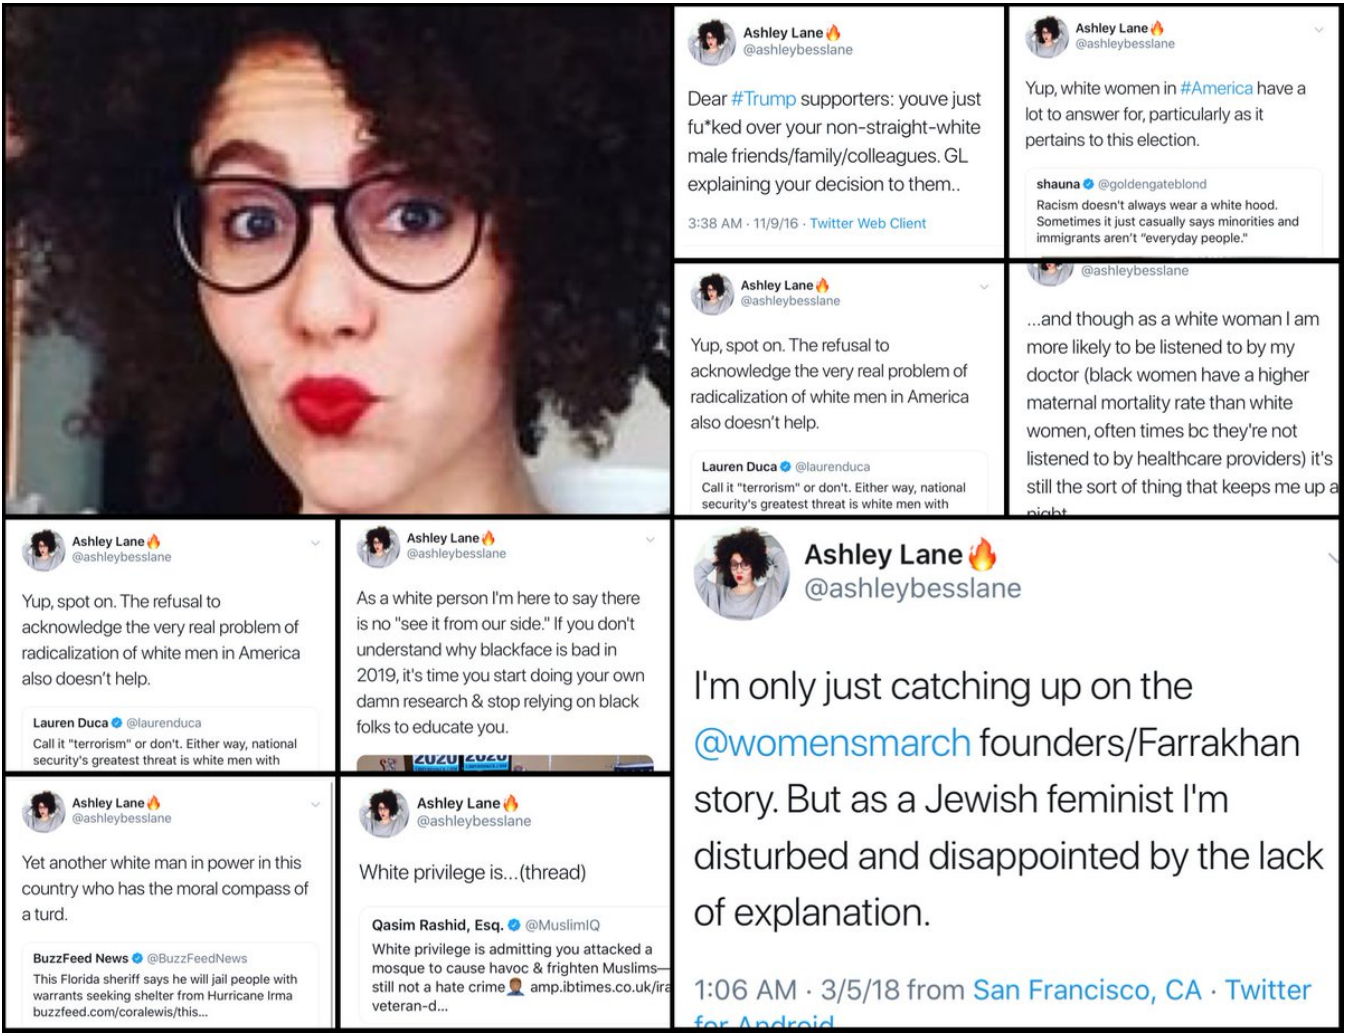 Ashley Lane🔥
@ashleybesslane
Dear #Trump supporters: youve just
fu*ked over your non-straight-white
male friends/family/colleagues. GL
explaining your decision to them..
3:38 AM · 11/9/16 · Twitter Web Client
Ashley Lane🔥
@ashleybesslane
Yup, white women in #America have a
lot to answer for, particularly as it
pertains to this election.
shauna @goldengateblond
Racism doesn't always wear a white hood.
Sometimes it just casually says minorities and
immigrants aren't "everyday people."
Ashley Lane🔥
@ashleybesslane
Yup, spot on. The refusal to
acknowledge the very real problem of
radicalization of white men in America
also doesn't help.
Lauren Duca @laurenduca
Call it "terrorism" or don't. Either way, national
security's greatest threat is white men with
@ashleybesslane
...and though as a white woman I am
more likely to be listened to by my
doctor (black women have a higher
maternal mortality rate than white
women, often times bc they're not
listened to by healthcare providers) it's
still the sort of thing that keeps me up a
night
Ashley Lane🔥
@ashleybesslane
Yup, spot on. The refusal to
acknowledge the very real problem of
radicalization of white men in America
also doesn't help.
Lauren Duca @laurenduca
Call it "terrorism" or don't. Either way, national
security's greatest threat is white men with
Ashley Lane🔥
@ashleybesslane
As a white person I'm here to say there
is no "see it from our side." If you don't
understand why blackface is bad in
2019, it's time you start doing your own
damn research & stop relying on black
folks to educate you.
2020 2020
Ashley Lane🔥
@ashleybesslane
I'm only just catching up on the
@womensmarch founders/Farrakhan
story. But as a Jewish feminist I'm
disturbed and disappointed by the lack
of explanation.
1:06 AM · 3/5/18 from San Francisco, CA · Twitter
for Android
Ashley Lane🔥
@ashleybesslane
Yet another white man in power in this
country who has the moral compass of
a turd.
BuzzFeed News @BuzzFeedNews
This Florida sheriff says he will jail people with
warrants seeking shelter from Hurricane Irma
buzzfeed.com/coralewis/this...
Ashley Lane🔥
@ashleybesslane
White privilege is...(thread)
Qasim Rashid, Esq. @MuslimIQ
White privilege is admitting you attacked a
mosque to cause havoc & frighten Muslims—
still not a hate crime🤦🏾‍♂️ amp.ibtimes.co.uk/ira
veteran-d...